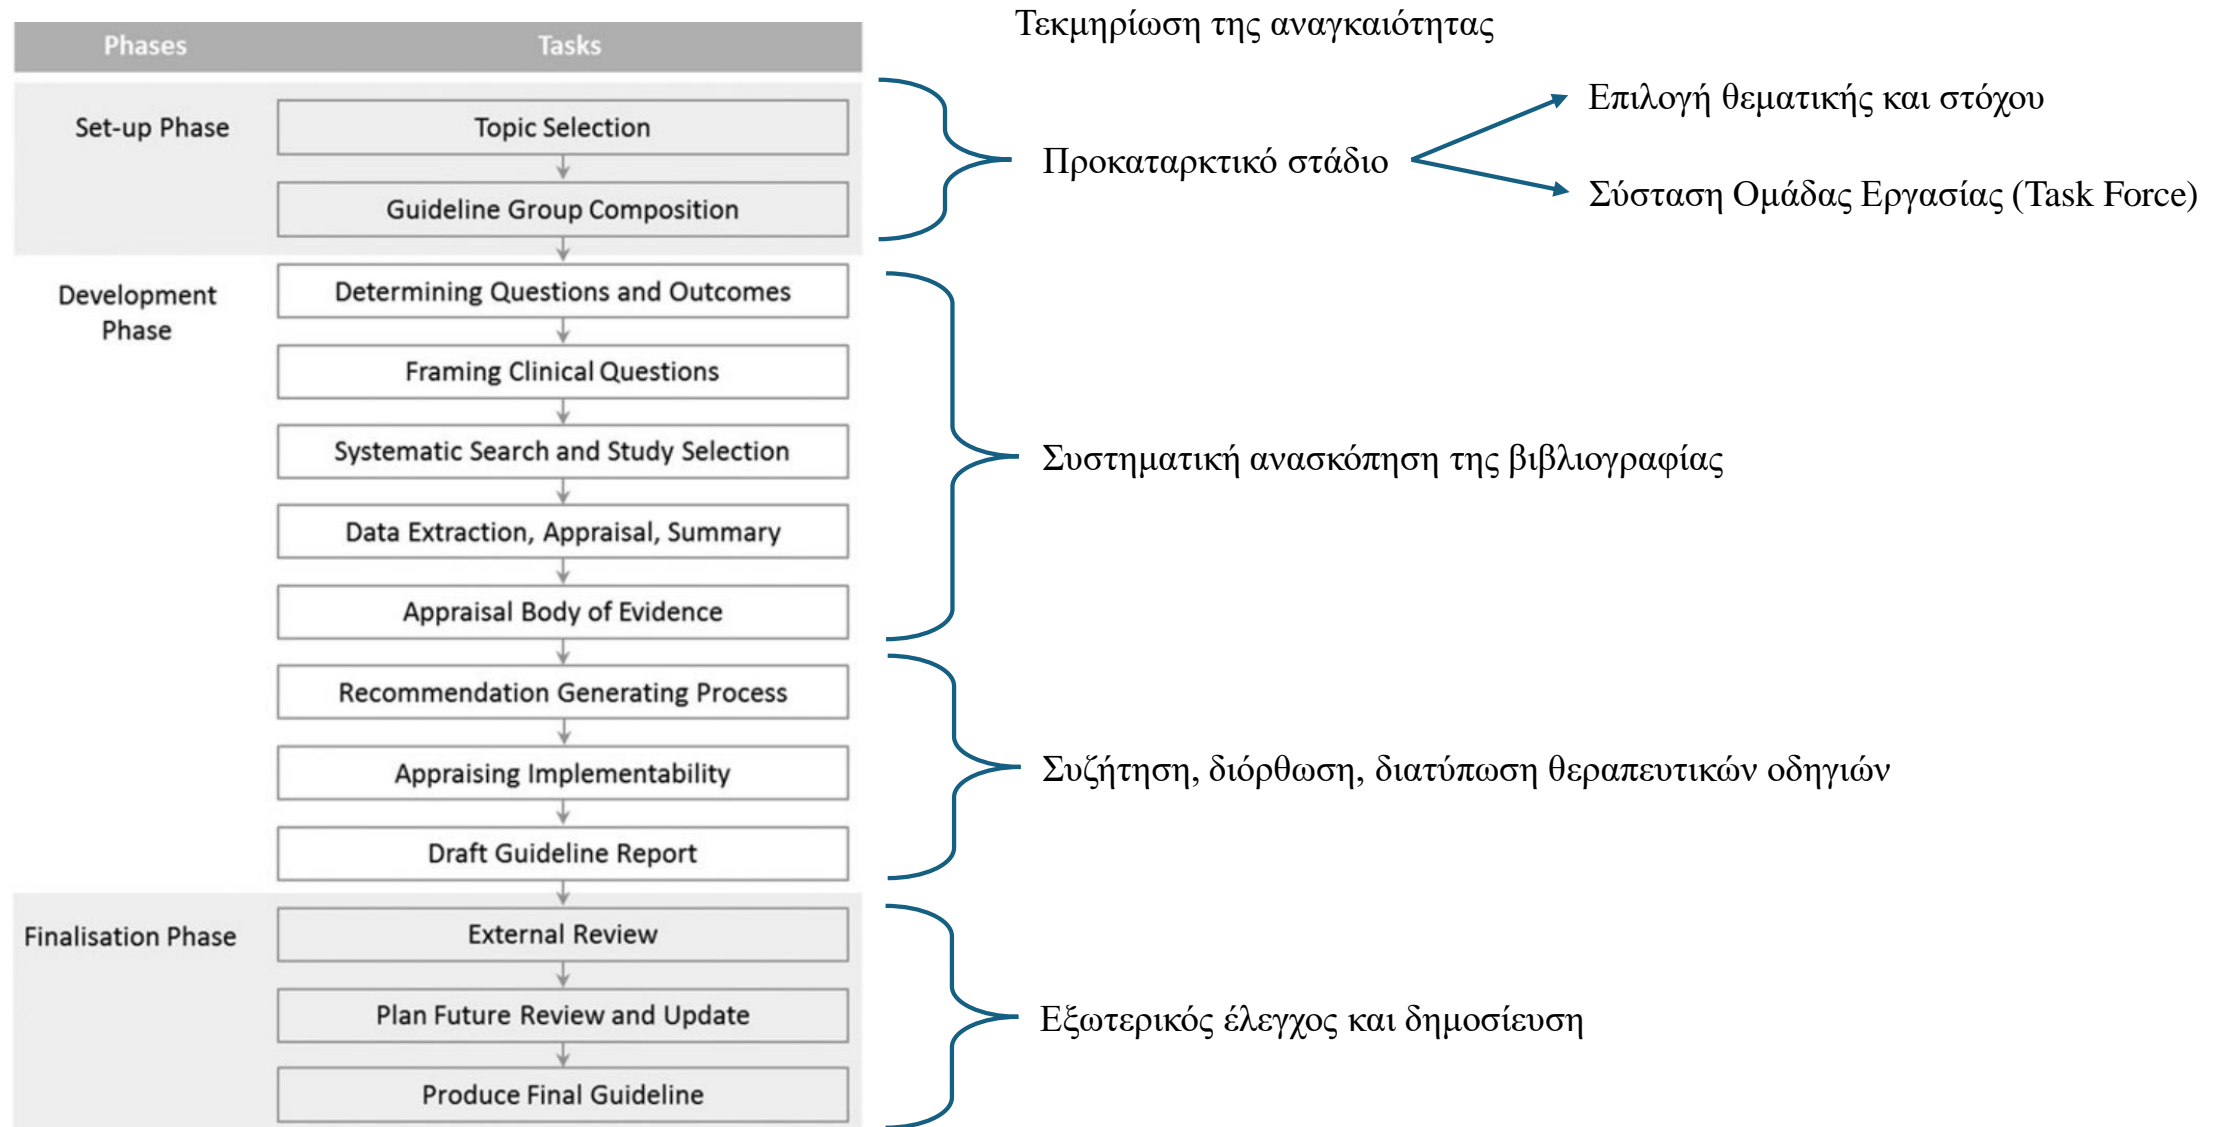 Phases Tasks
Set-up Phase
Topic Selection
Guideline Group Composition
Development
Phase
Determining Questions and Outcomes
Framing Clinical Questions
Systematic Search and Study Selection
Data Extraction, Appraisal, Summary
Appraisal Body of Evidence
Recommendation Generating Process
Appraising Implementability
Draft Guideline Report
Finalisation Phase
External Review
Plan Future Review and Update
Produce Final Guideline
Τεκμηρίωση της αναγκαιότητας
Προκαταρκτικό στάδιο
Επιλογή θεματικής και στόχου
Σύσταση Ομάδας Εργασίας (Task Force)
Συστηματική ανασκόπηση της βιβλιογραφίας
Συζήτηση, διόρθωση, διατύπωση θεραπευτικών οδηγιών
Εξωτερικός έλεγχος και δημοσίευση